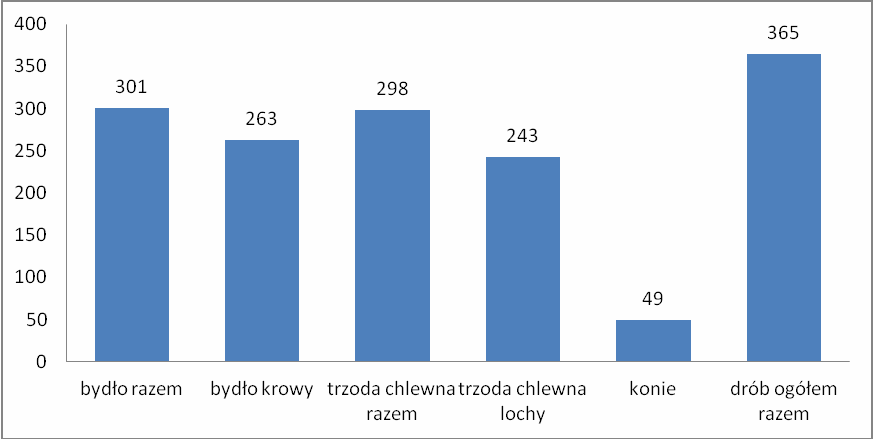 400
350
300
250
200
150
100
50
0
301
263
298
243
49
365
bydło razem
bydło krowy
trzoda chlewna
razem
trzoda chlewna
lochy
konie
drób ogółem
razem